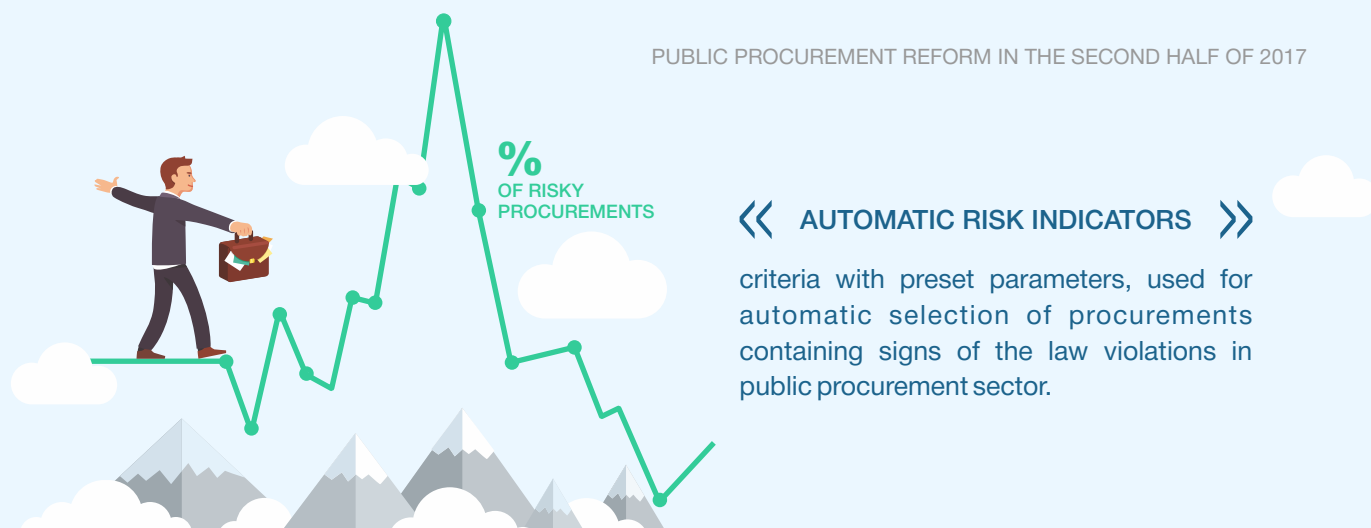 PUBLIC PROCUREMENT REFORM IN THE SECOND HALF OF 2017
%
OF RISKY
PROCUREMENTS
« AUTOMATIC RISK INDICATORS »
criteria with preset parameters, used for
automatic selection of procurements
containing signs of the law violations in
public procurement sector.